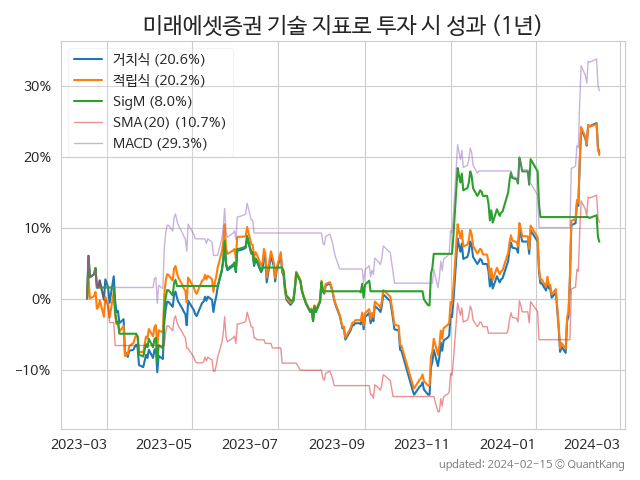 미래에셋증권 기술 지표로 투자 시 성과 (1년)
거치식 (20.6%)
적립식 (20.2%)
SigM (8.0%)
SMA(20) (10.7%)
MACD (29.3%)
30%
20%
10%
0%
−10%
2023-03 2023-05 2023-07 2023-09 2023-11 2024-01 2024-03
updated: 2024-02-15 ⓒ QuantKang